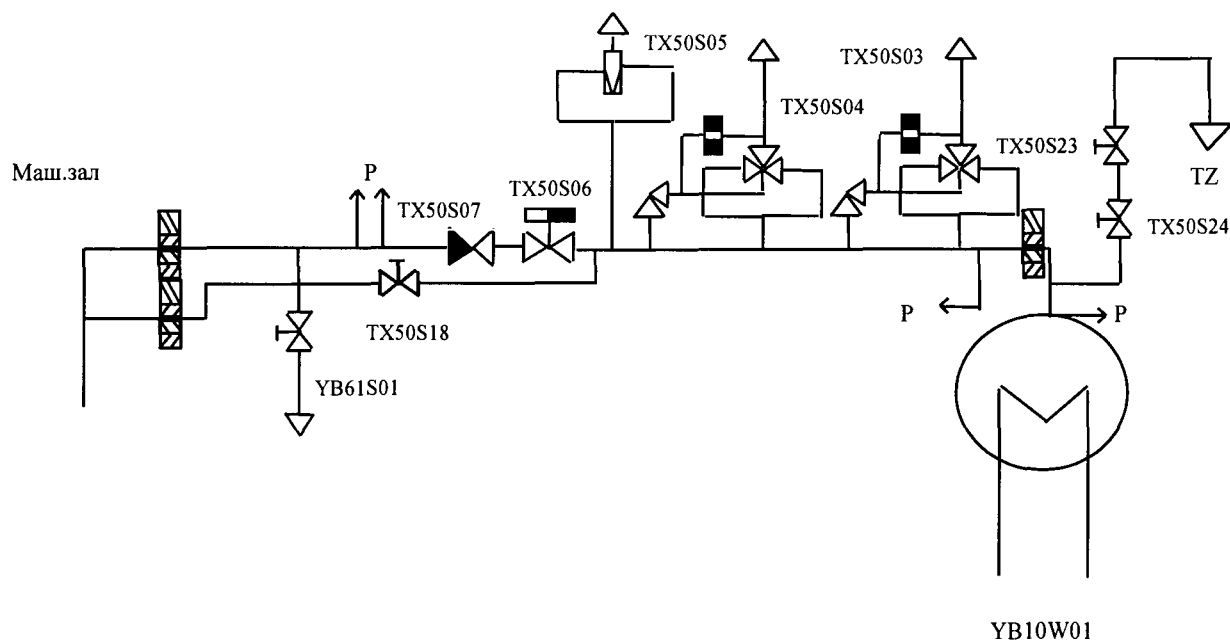 TX50S05
TX50S03
TX50S04
TX50S23
Маш.зал
P
TX50S06
TZ
TX50S07
TX50S24
P
P
TX50S18
YB61S01
YB10W01